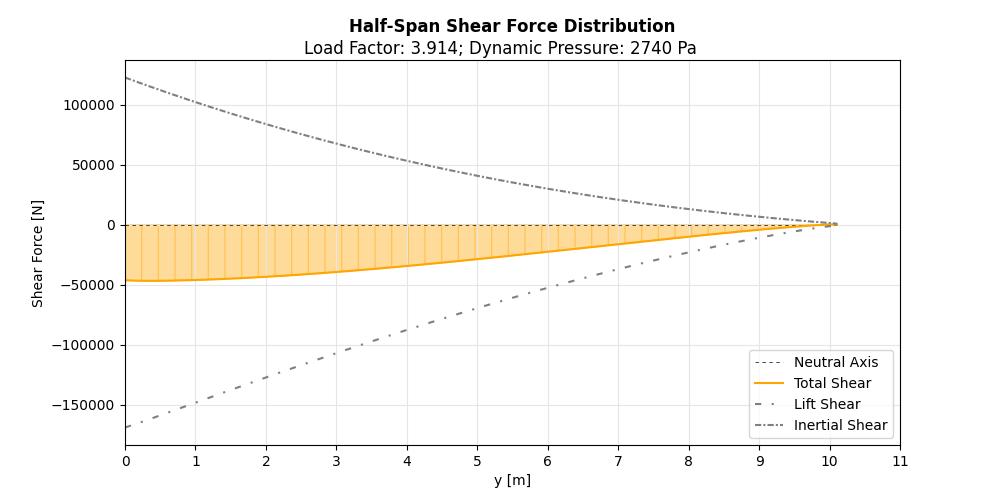 Half-Span Shear Force Distribution
Load Factor: 3.914; Dynamic Pressure: 2740 Pa
Shear Force [N]
100000
50000
0
−50000
−100000
−150000
Neutral Axis
Total Shear
Lift Shear
Inertial Shear
0 1 2 3 4 5 6 7 8 9 10 11
y [m]